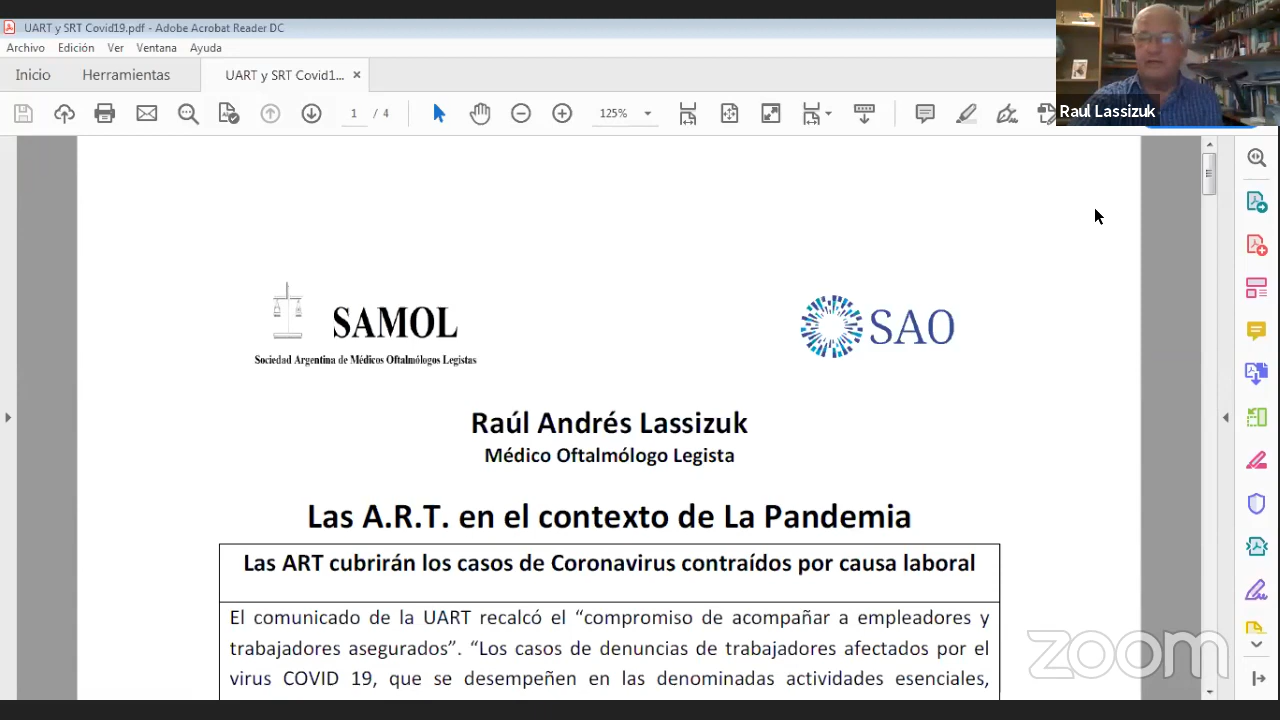 UART y SRT Covid19.pdf - Adobe Acrobat Reader DC
Archivo Edición Ver Ventana Ayuda
Inicio Herramientas UART y SRT Covid1... ×
1 / 4 125%
Raul Lassizuk
SAMOL
Sociedad Argentina de Médicos Oftalmólogos Legistas
SAO
Raúl Andrés Lassizuk
Médico Oftalmólogo Legista
Las A.R.T. en el contexto de La Pandemia
Las ART cubrirán los casos de Coronavirus contraídos por causa laboral
El comunicado de la UART recalcó el “compromiso de acompañar a empleadores y
trabajadores asegurados”. “Los casos de denuncias de trabajadores afectados por el
virus COVID 19, que se desempeñen en las denominadas actividades esenciales,
zoom